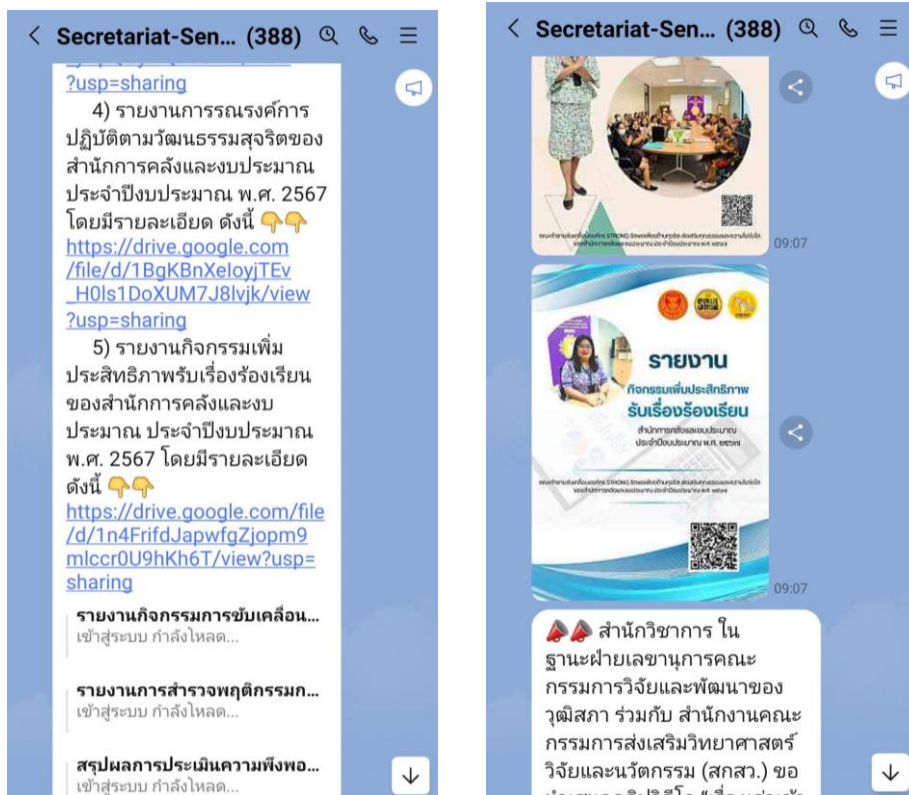 Secretariat-Sen... (388)
?usp=sharing
4) รายงานการรณรงค์การ
ปฏิบัติตามวัฒนธรรมสุจริตของ
สำนักการคลังและงบประมาณ
ประจำปีงบประมาณ พ.ศ. 2567
โดยมีรายละเอียด ดังนี้ 👇👇
https://drive.google.com
/file/d/1BgKBnXeloyjTEv
_H0ls1DoXUM7J8lvjk/view
?usp=sharing
5) รายงานกิจกรรมเพิ่ม
ประสิทธิภาพรับเรื่องร้องเรียน
ของสำนักการคลังและงบ
ประมาณ ประจำปีงบประมาณ
พ.ศ. 2567 โดยมีรายละเอียด
ดังนี้ 👇👇
https://drive.google.com/file
/d/1n4FrifdJapwfgZjopm9
mlccr0U9hKh6T/view?usp=
sharing
รายงานกิจกรรมการขับเคลื่อน...
เข้าสู่ระบบ กำลังโหลด...
รายงานการสำรวจพฤติกรรมก...
เข้าสู่ระบบ กำลังโหลด...
สรุปผลการประเมินความพึงพอ...
เข้าสู่ระบบ กำลังโหลด...
Secretariat-Sen... (388)
09:07
รายงาน
กิจกรรมเพิ่มประสิทธิภาพ
รับเรื่องร้องเรียน
สำนักการคลังและงบประมาณ
ประจำปีงบประมาณ พ.ศ. ๒๕๖๗
09:07
📣📣 สำนักวิชาการ ใน
ฐานะฝ่ายเลขานุการคณะ
กรรมการวิจัยและพัฒนาของ
วุฒิสภา ร่วมกับ สำนักงานคณะ
กรรมการส่งเสริมวิทยาศาสตร์
วิจัยและนวัตกรรม (สกสว.) ขอ